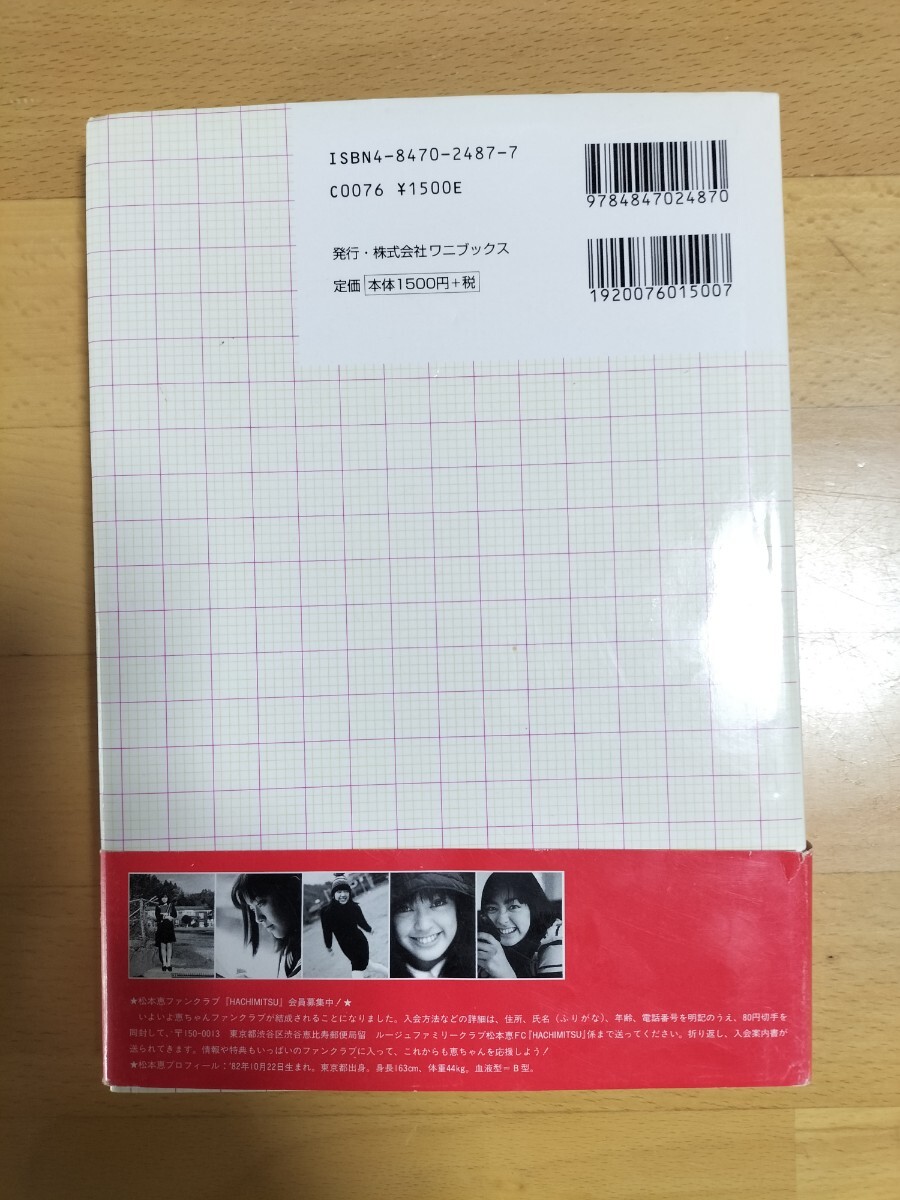 ISBN4-8470-2487-7
C0076 ¥1500E
9784847024870
発行・株式会社ワニブックス
定価 本体1500円+税
1920076015007
★松本恵ファンクラブ『HACHIMITSU』会員募集中！★
いよいよ恵ちゃんファンクラブが結成されることになりました。入会方法などの詳細は、住所、氏名（ふりがな）、年齢、電話番号を明記のうえ、80円切手を
同封して、〒150-0013 東京都渋谷区渋谷恵比寿郵便局留 ルージュファミリークラブ松本恵FC『HACHIMITSU』係まで送ってください。折り返し、入会案内書が
送られてきます。情報や特典もいっぱいのファンクラブに入って、これからも恵ちゃんを応援しよう！
★松本恵プロフィール：'82年10月22日生まれ。東京都出身。身長163cm、体重44kg。血液型＝B型。